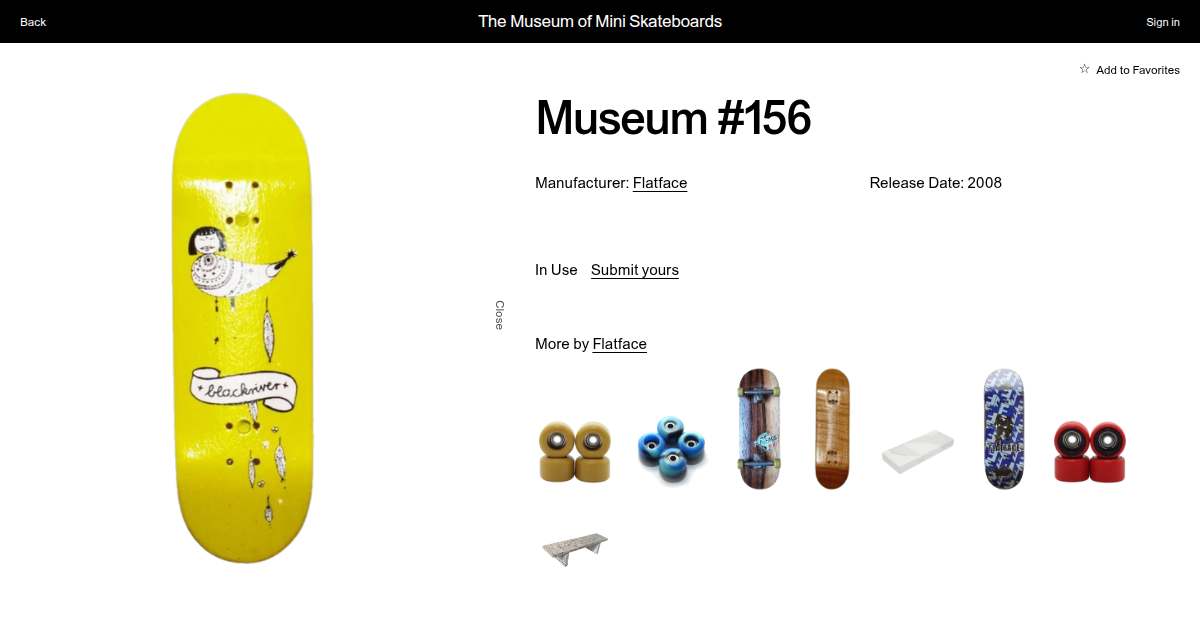 Back
The Museum of Mini Skateboards
Sign in
☆ Add to Favorites
Museum #156
Manufacturer: Flatface
Release Date: 2008
In Use Submit yours
Close
More by Flatface
blackriver